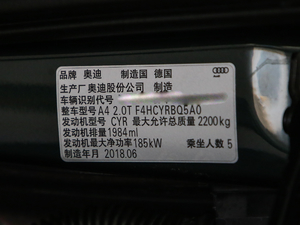 品牌 奥迪 制造国 德国
生产厂 奥迪股份公司 制造
车辆识别代号
整车型号 A4 2.0T F4HCYRBQ5A0
发动机型号 CYR 最大允许总质量 2200kg
发动机排量 1984ml
发动机最大净功率 185kW 乘坐人数 5
制造年月 2018.06